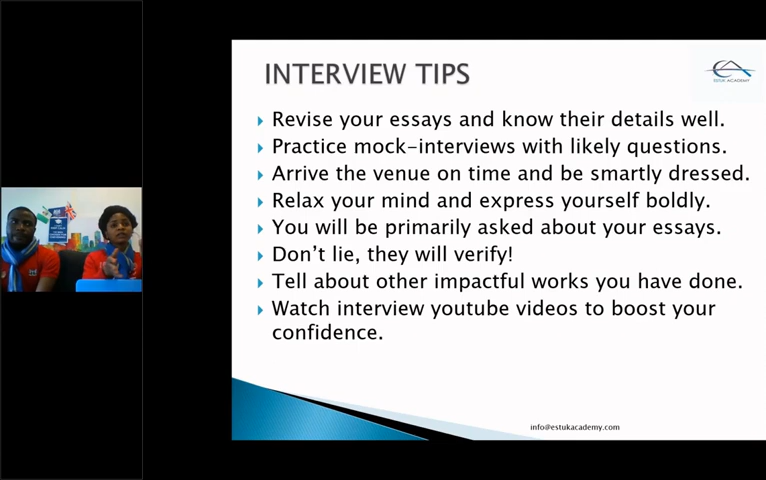 INTERVIEW TIPS
ESTUK ACADEMY
Revise your essays and know their details well.
Practice mock-interviews with likely questions.
Arrive the venue on time and be smartly dressed.
Relax your mind and express yourself boldly.
You will be primarily asked about your essays.
Don't lie, they will verify!
Tell about other impactful works you have done.
Watch interview youtube videos to boost your
confidence.
info@estukacademy.com